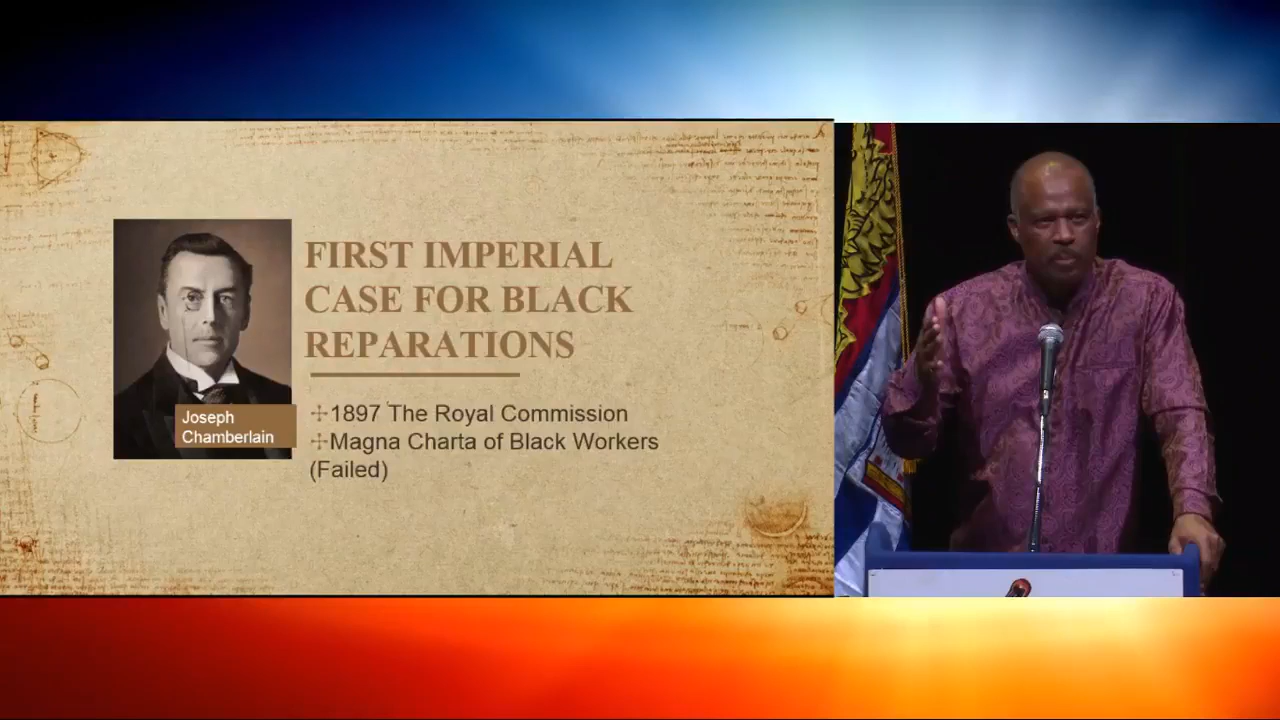 FIRST IMPERIAL
CASE FOR BLACK
REPARATIONS
Joseph
Chamberlain
1897 The Royal Commission
Magna Charta of Black Workers
(Failed)